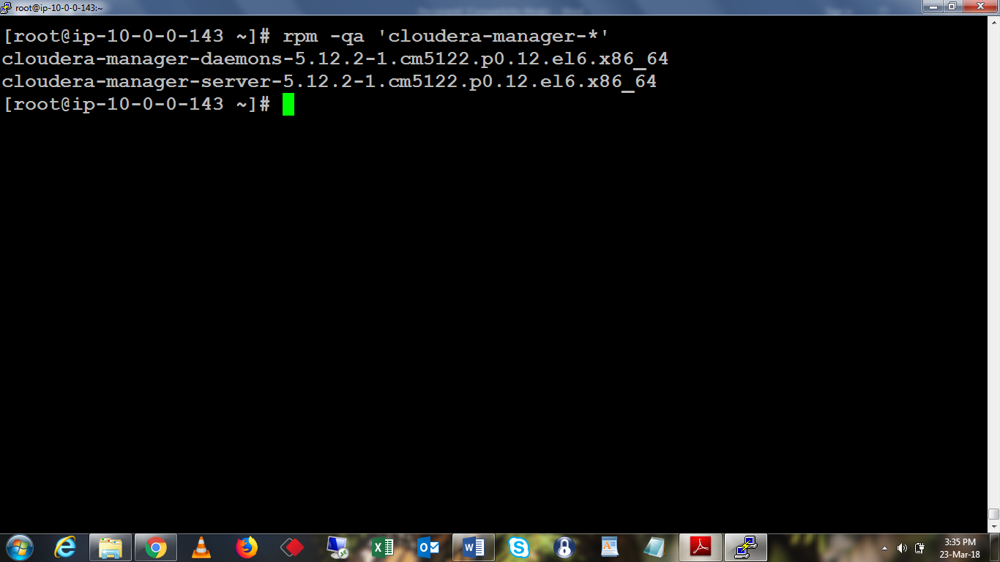 root@ip-10-0-0-143:~
[root@ip-10-0-0-143 ~]# rpm -qa 'cloudera-manager-*'
cloudera-manager-daemons-5.12.2-1.cm5122.p0.12.el6.x86_64
cloudera-manager-server-5.12.2-1.cm5122.p0.12.el6.x86_64
[root@ip-10-0-0-143 ~]#
3:35 PM
23-Mar-18